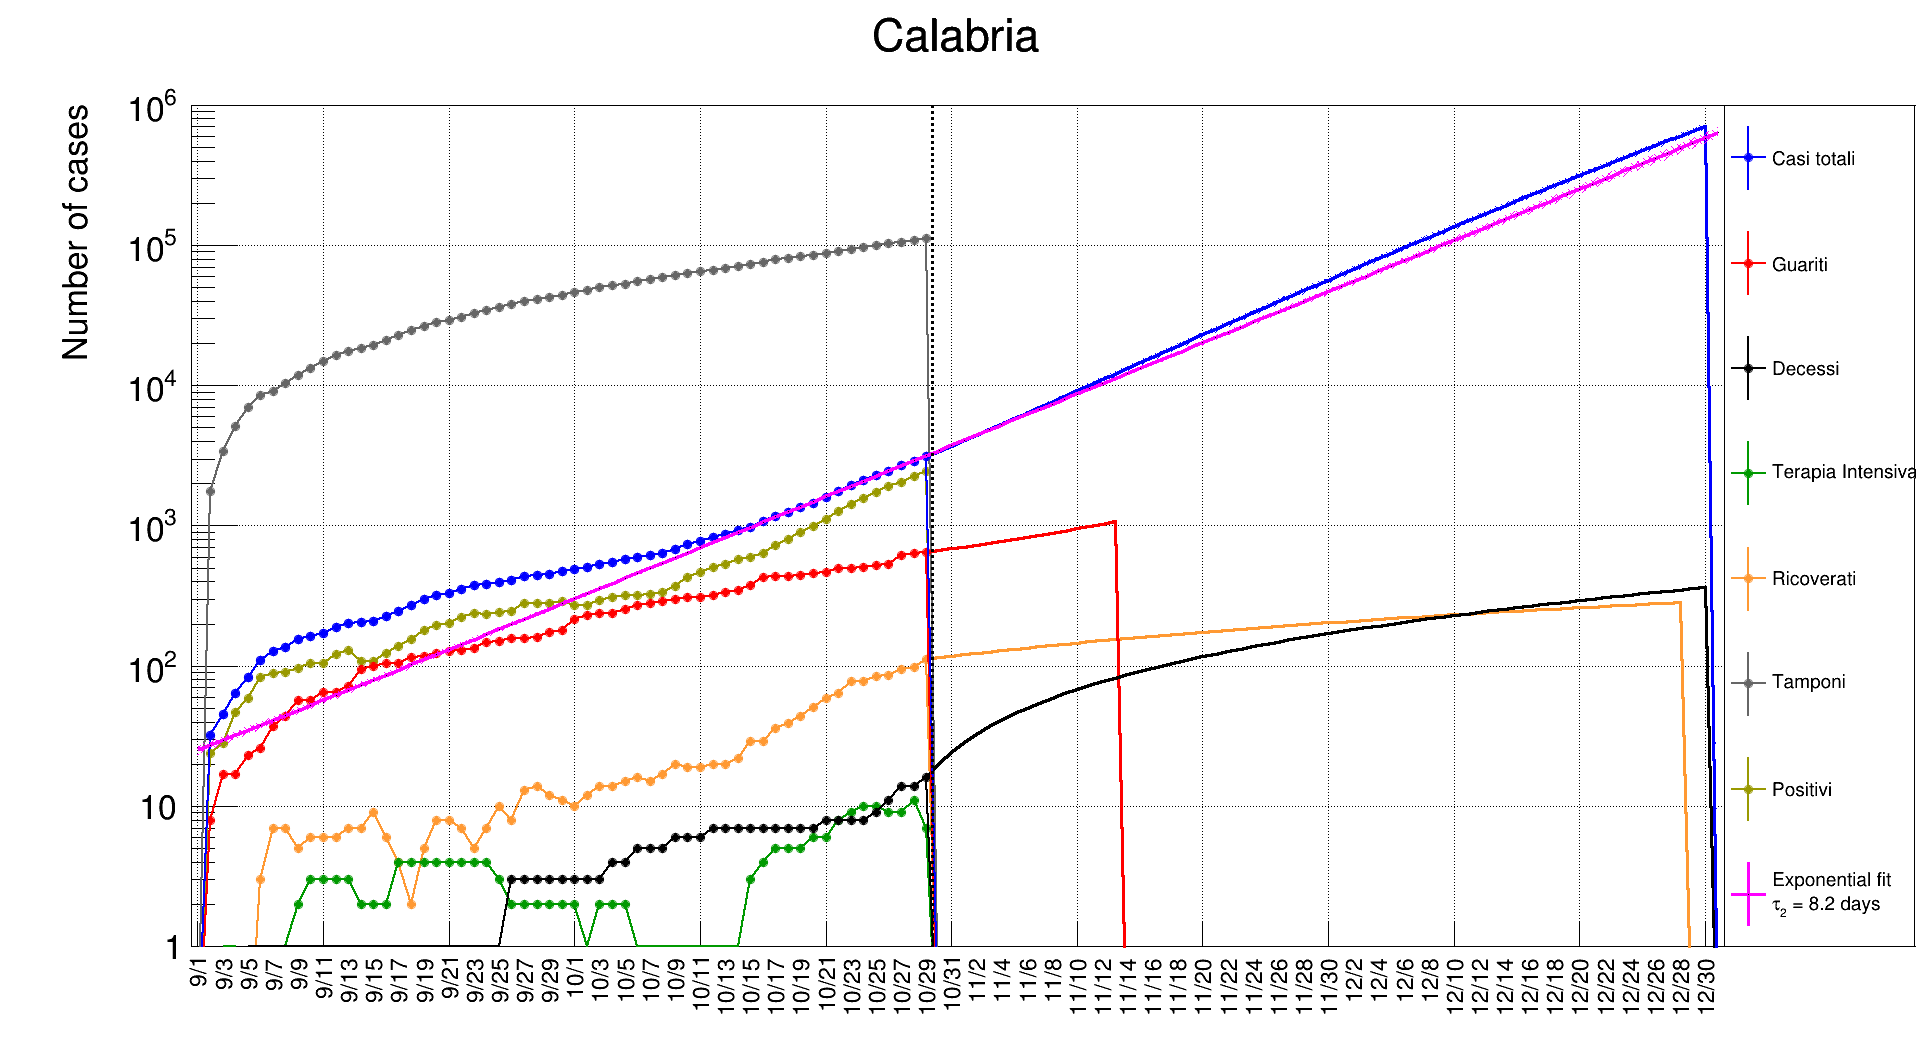 Calabria
Number of cases
10^6
10^5
10^4
10^3
10^2
10
1
9/1 9/3 9/5 9/7 9/9 9/11 9/13 9/15 9/17 9/19 9/21 9/23 9/25 9/27 9/29 10/1 10/3 10/5 10/7 10/9 10/11 10/13 10/15 10/17 10/19 10/21 10/23 10/25 10/27 10/29 10/31 11/2 11/4 11/6 11/8 11/10 11/12 11/14 11/16 11/18 11/20 11/22 11/24 11/26 11/28 11/30 12/2 12/4 12/6 12/8 12/10 12/12 12/14 12/16 12/18 12/20 12/22 12/24 12/26 12/28 12/30
Casi totali
Guariti
Decessi
Terapia Intensiva
Ricoverati
Tamponi
Positivi
Exponential fit
τ₂ = 8.2 days